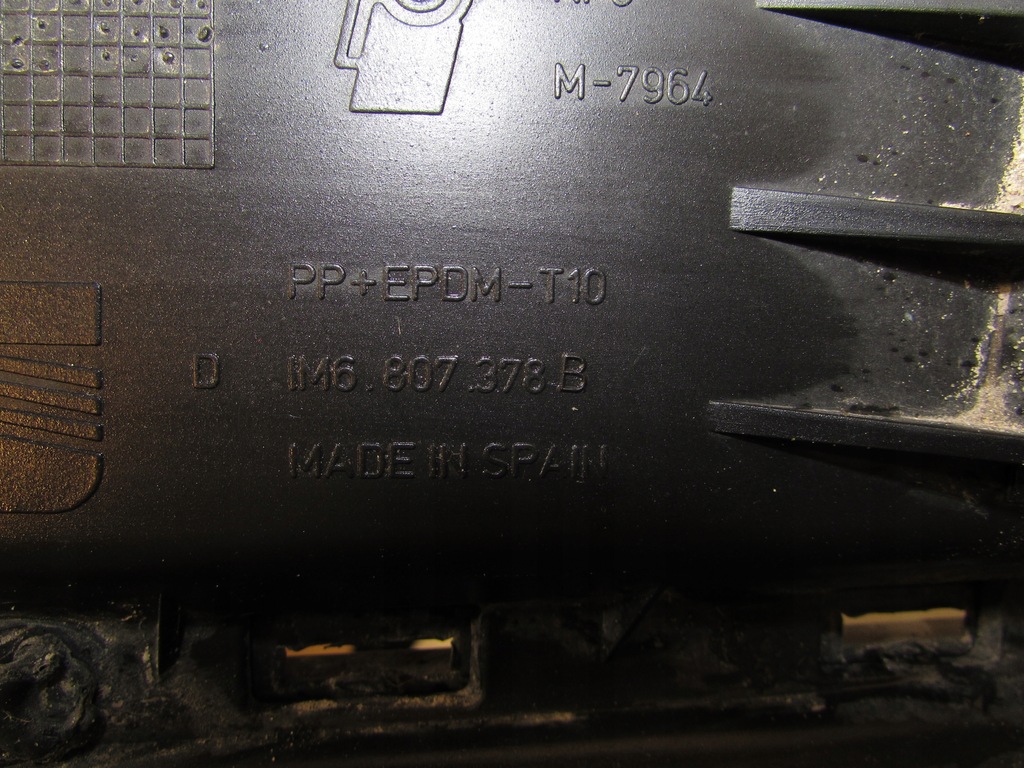 M-7964
PP+EPDM-T10
D 1M6.807.378.B
MADE IN SPAIN